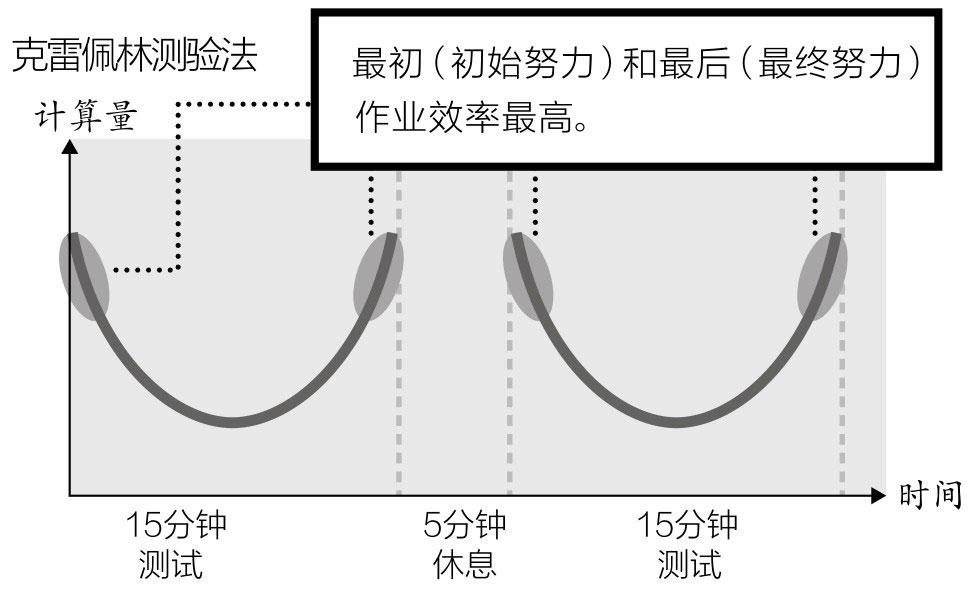 克雷佩林测验法
最初（初始努力）和最后（最终努力）
作业效率最高。
计算量
时间
15分钟
测试
5分钟
休息
15分钟
测试